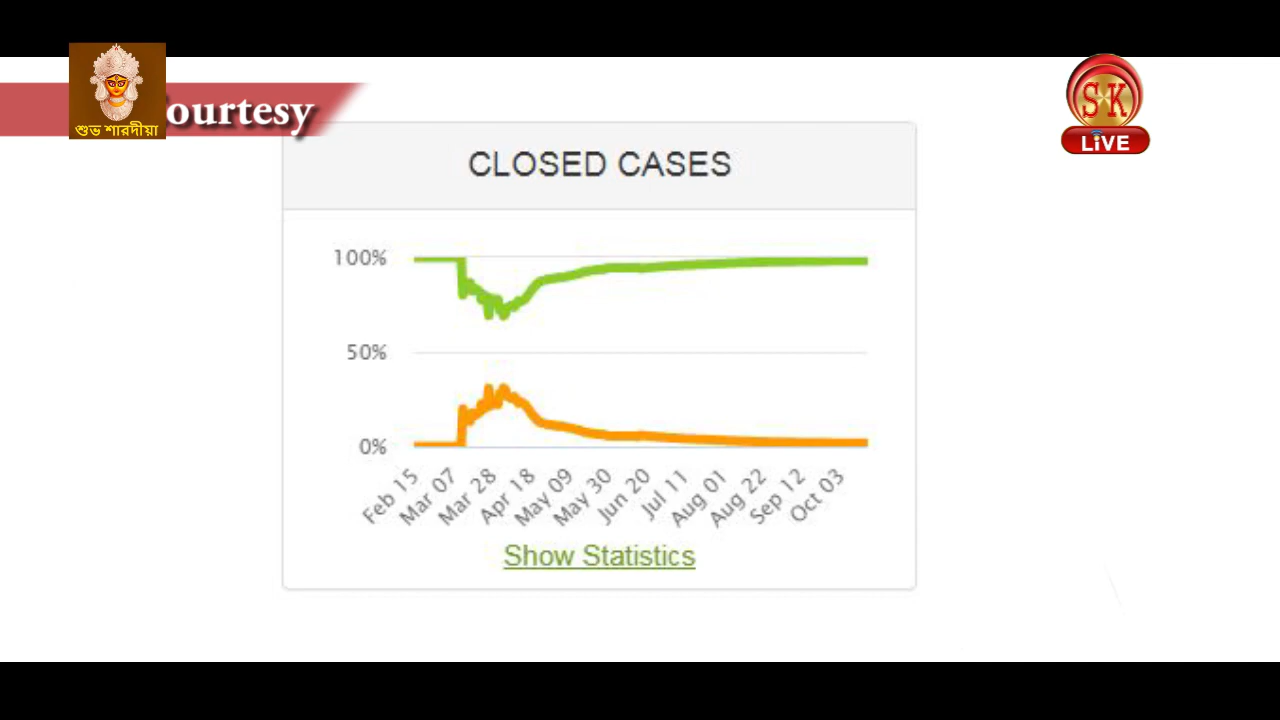 ourtesy
শুভ শারদীয়া
SK
LiVE
CLOSED CASES
100%
50%
0%
Feb 15
Mar 07
Mar 28
Apr 18
May 09
May 30
Jun 20
Jul 11
Aug 01
Aug 22
Sep 12
Oct 03
Show Statistics